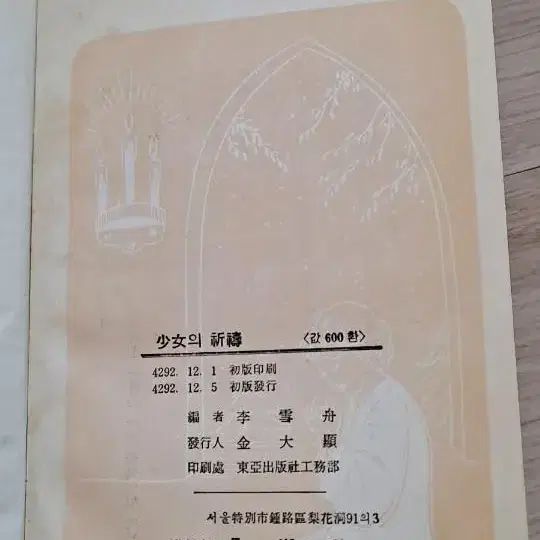 少女의 祈禱 〈값 600 환〉
4292. 12. 1 初版印刷
4292. 12. 5 初版發行
編 者 李 雪 舟
發行人 金 大 顯
印刷處 東亞出版社工務部
서울特別市鍾路區梨花洞91의3